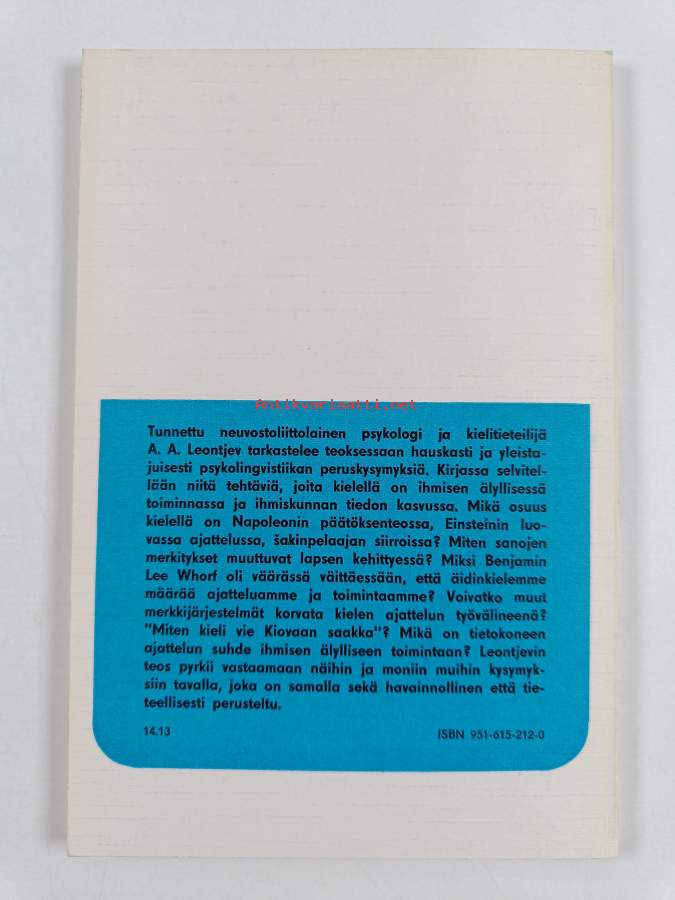 Antikvarisatti.net
Tunnettu neuvostoliittolainen psykologi ja kielitieteilijä
A. A. Leontjev tarkastelee teoksessaan hauskasti ja yleista-
juisesti psykolingvistiikan peruskysymyksiä. Kirjassa selvitel-
lään niitä tehtäviä, joita kielellä on ihmisen älyllisessä
toiminnassa ja ihmiskunnan tiedon kasvussa. Mikä osuus
kielellä on Napoleonin päätöksenteossa, Einsteinin luo-
vassa ajattelussa, šakinpelaajan siirroissa? Miten sanojen
merkitykset muuttuvat lapsen kehittyessä? Miksi Benjamin
Lee Whorf oli väärässä väittäessään, että äidinkielemme
määrää ajatteluamme ja toimintaamme? Voivatko muut
merkkijärjestelmät korvata kielen ajattelun työvälineenä?
"Miten kieli vie Kiovaan saakka"? Mikä on tietokoneen
ajattelun suhde ihmisen älylliseen toimintaan? Leontjevin
teos pyrkii vastaamaan näihin ja moniin muihin kysymyk-
siin tavalla, joka on samalla sekä havainnollinen että tie-
teellisesti perusteltu.
14.13
ISBN 951-615-212-0